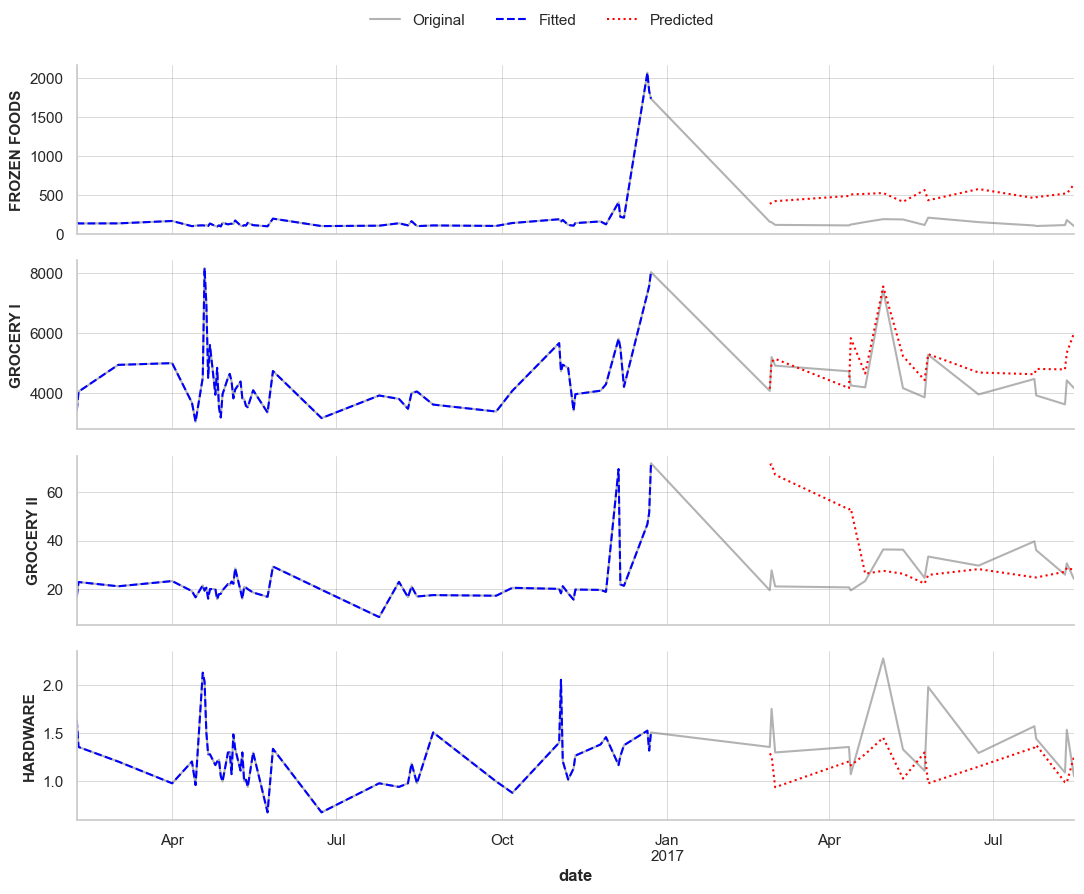 Original Fitted Predicted
FROZEN FOODS
2000
1500
1000
500
0
GROCERY I
8000
6000
4000
GROCERY II
60
40
20
HARDWARE
2.0
1.5
1.0
Apr Jul Oct Jan Apr Jul
2017
date